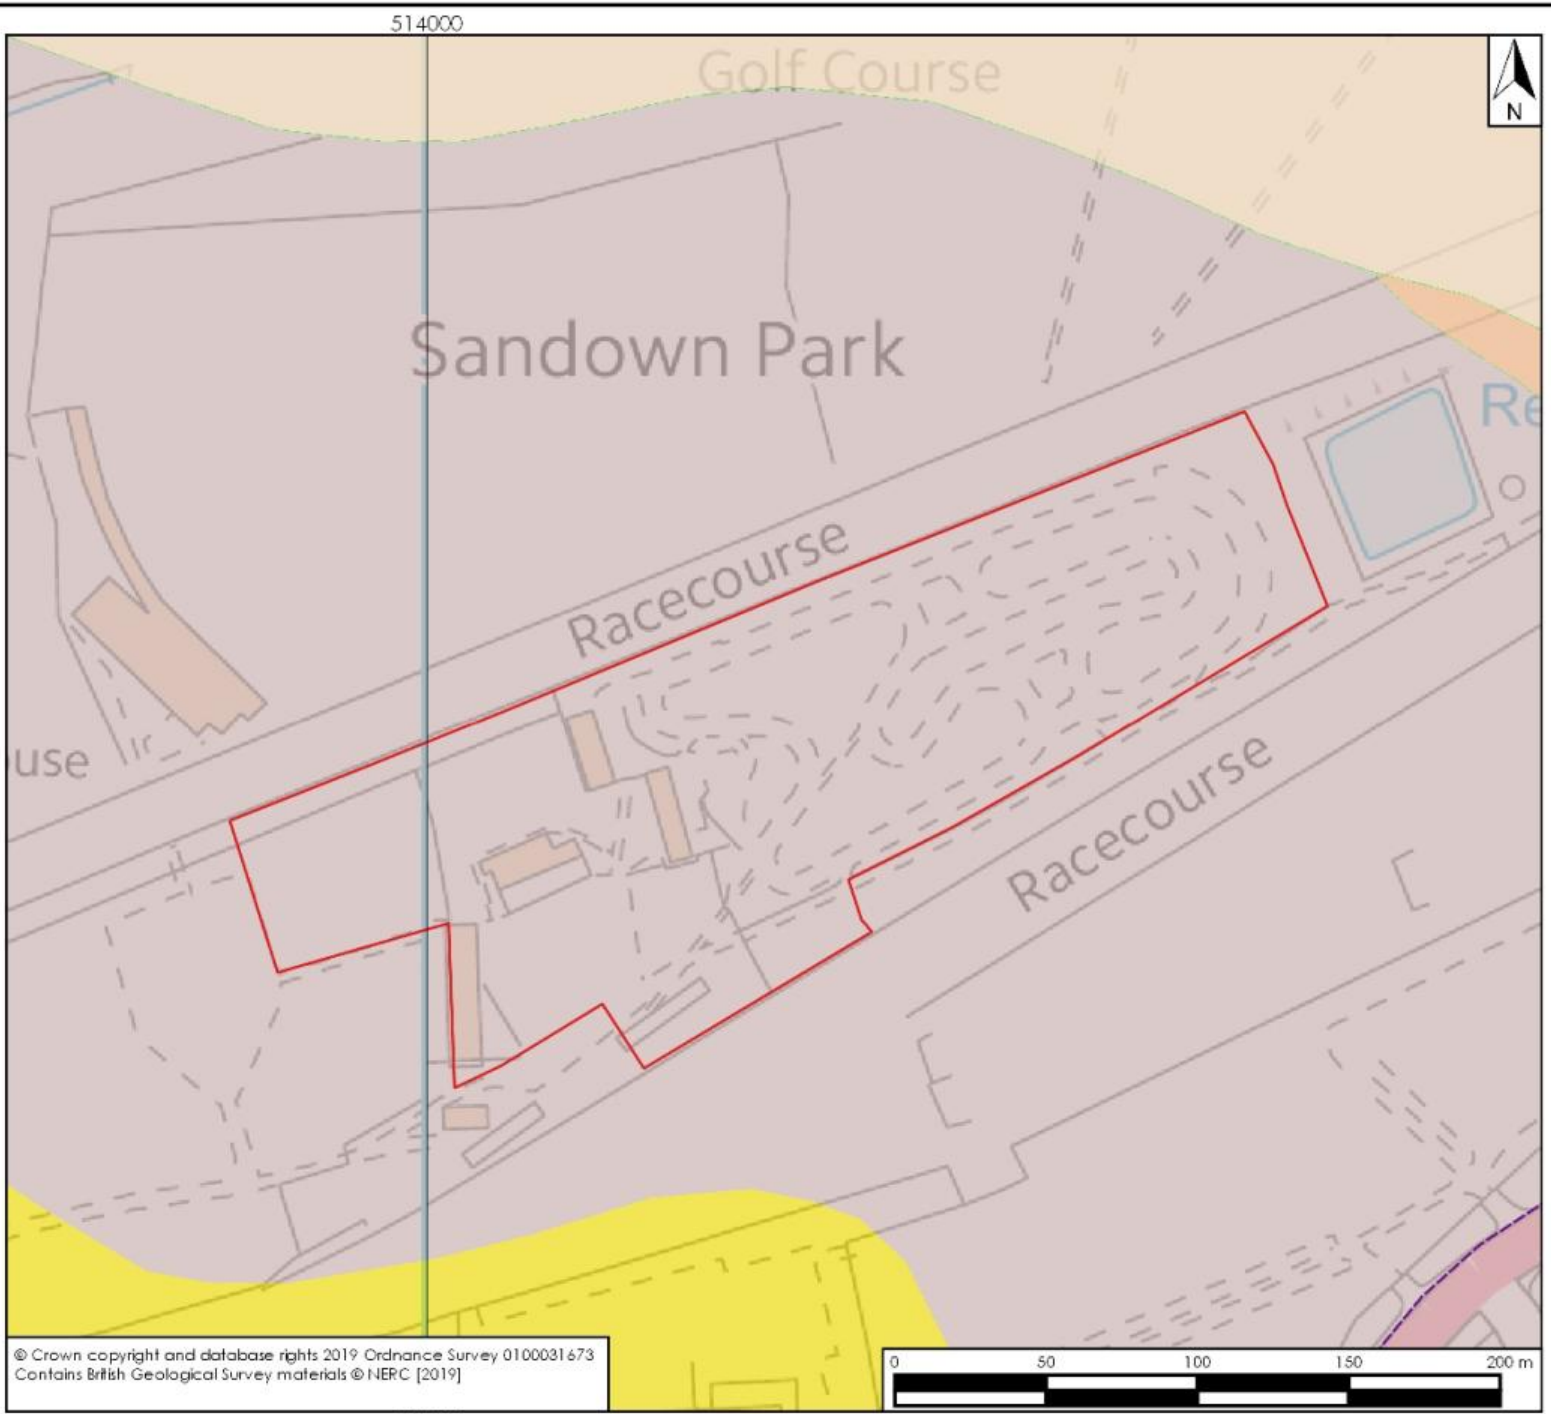 514000
Golf Course
N
Sandown Park
Re
Racecourse
use
Racecourse
© Crown copyright and database rights 2019 Ordnance Survey 0100031673
Contains British Geological Survey materials © NERC [2019]
0 50 100 150 200 m